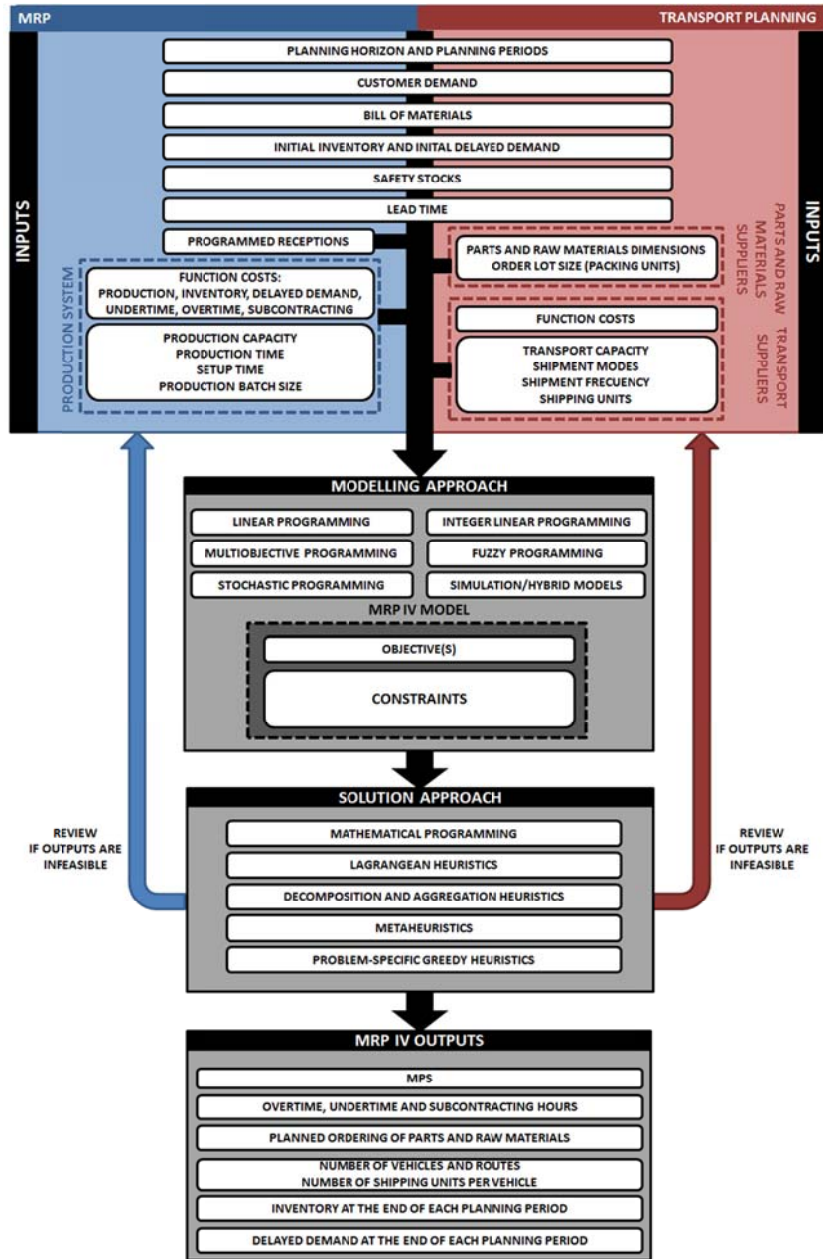 MRP
TRANSPORT PLANNING
INPUTS
INPUTS
PLANNING HORIZON AND PLANNING PERIODS
CUSTOMER DEMAND
BILL OF MATERIALS
INITIAL INVENTORY AND INITAL DELAYED DEMAND
SAFETY STOCKS
LEAD TIME
PROGRAMMED RECEPTIONS
PRODUCTION SYSTEM
FUNCTION COSTS:
PRODUCTION, INVENTORY, DELAYED DEMAND,
UNDERTIME, OVERTIME, SUBCONTRACTING
PRODUCTION CAPACITY
PRODUCTION TIME
SETUP TIME
PRODUCTION BATCH SIZE
PARTS AND RAW
MATERIALS
SUPPLIERS
PARTS AND RAW MATERIALS DIMENSIONS
ORDER LOT SIZE (PACKING UNITS)
TRANSPORT
SUPPLIERS
FUNCTION COSTS
TRANSPORT CAPACITY
SHIPMENT MODES
SHIPMENT FRECUENCY
SHIPPING UNITS
MODELLING APPROACH
LINEAR PROGRAMMING
INTEGER LINEAR PROGRAMMING
MULTIOBJECTIVE PROGRAMMING
FUZZY PROGRAMMING
STOCHASTIC PROGRAMMING
SIMULATION/HYBRID MODELS
MRP IV MODEL
OBJECTIVE(S)
CONSTRAINTS
SOLUTION APPROACH
MATHEMATICAL PROGRAMMING
LAGRANGEAN HEURISTICS
DECOMPOSITION AND AGGREGATION HEURISTICS
METAHEURISTICS
PROBLEM-SPECIFIC GREEDY HEURISTICS
REVIEW
IF OUTPUTS ARE
INFEASIBLE
REVIEW
IF OUTPUTS ARE
INFEASIBLE
MRP IV OUTPUTS
MPS
OVERTIME, UNDERTIME AND SUBCONTRACTING HOURS
PLANNED ORDERING OF PARTS AND RAW MATERIALS
NUMBER OF VEHICLES AND ROUTES
NUMBER OF SHIPPING UNITS PER VEHICLE
INVENTORY AT THE END OF EACH PLANNING PERIOD
DELAYED DEMAND AT THE END OF EACH PLANNING PERIOD